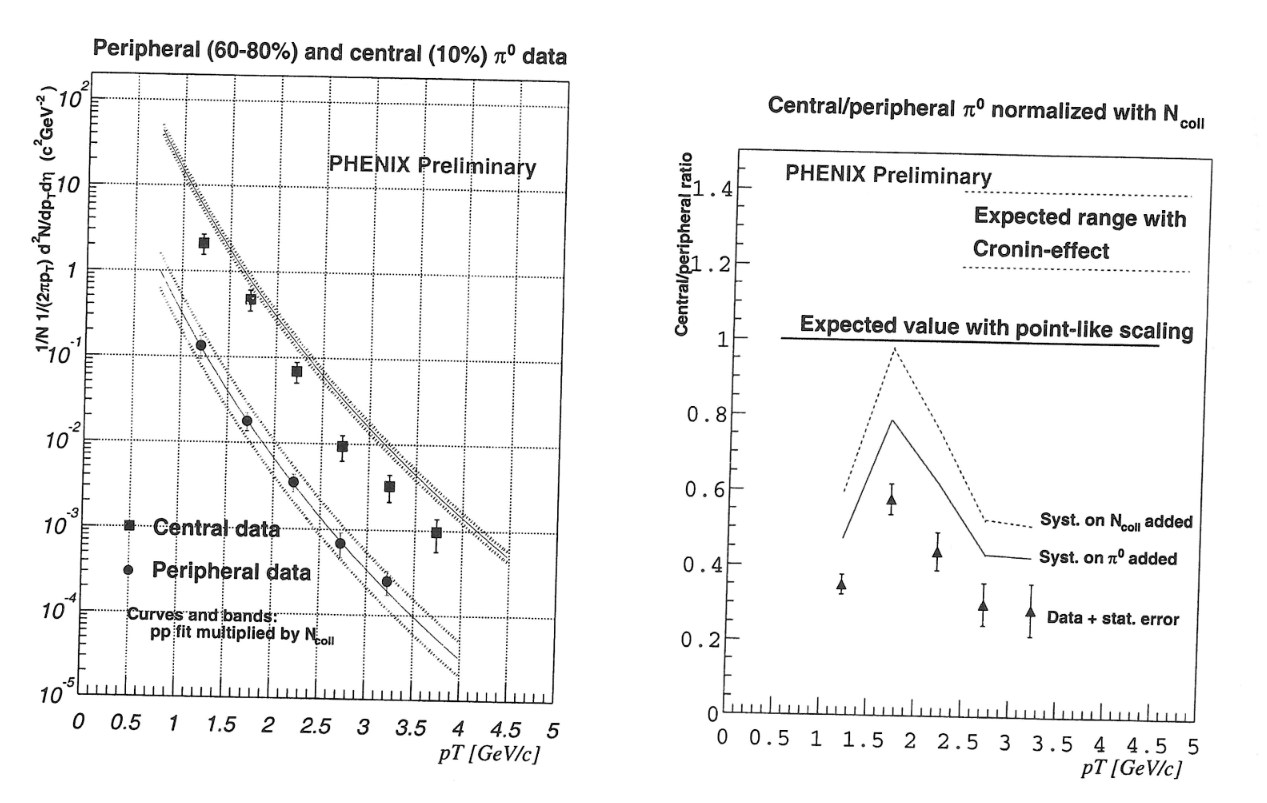 Peripheral (60-80%) and central (10%) π⁰ data
1/N 1/(2πp_T) d²N/dp_Tdη (c²GeV⁻²)
10²
10
1
10⁻¹
10⁻²
10⁻³
10⁻⁴
10⁻⁵
PHENIX Preliminary
Central data
Peripheral data
Curves and bands:
pp fit multiplied by N_coll
0 0.5 1 1.5 2 2.5 3 3.5 4 4.5 5
pT [GeV/c]
Central/peripheral π⁰ normalized with N_coll
Central/peripheral ratio
1.4
1.2
1
0.8
0.6
0.4
0.2
0
PHENIX Preliminary
Expected range with
Cronin-effect
Expected value with point-like scaling
Syst. on N_coll added
Syst. on π⁰ added
Data + stat. error
0 0.5 1 1.5 2 2.5 3 3.5 4 4.5 5
pT [GeV/c]